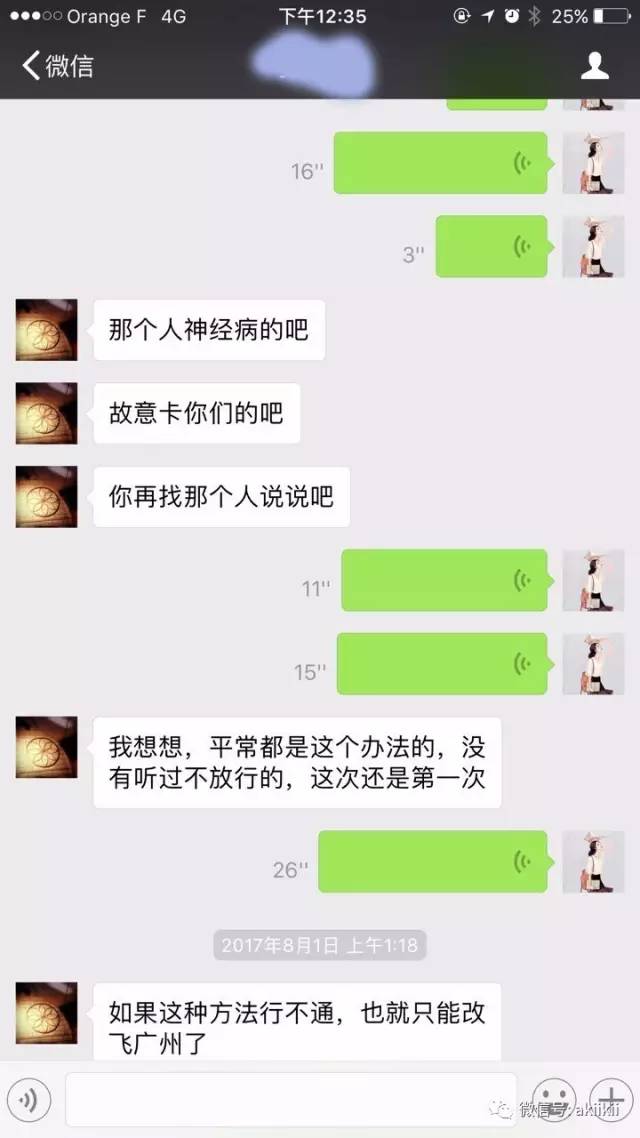 Orange F 4G 下午12:35 25%
微信
16"
3"
那个人神经病的吧
故意卡你们的吧
你再找那个人说说吧
11"
15"
我想想，平常都是这个办法的，没
有听过不放行的，这次还是第一次
26"
2017年8月1日 上午1:18
如果这种方法行不通，也就只能改
飞广州了
微信号: akiikii